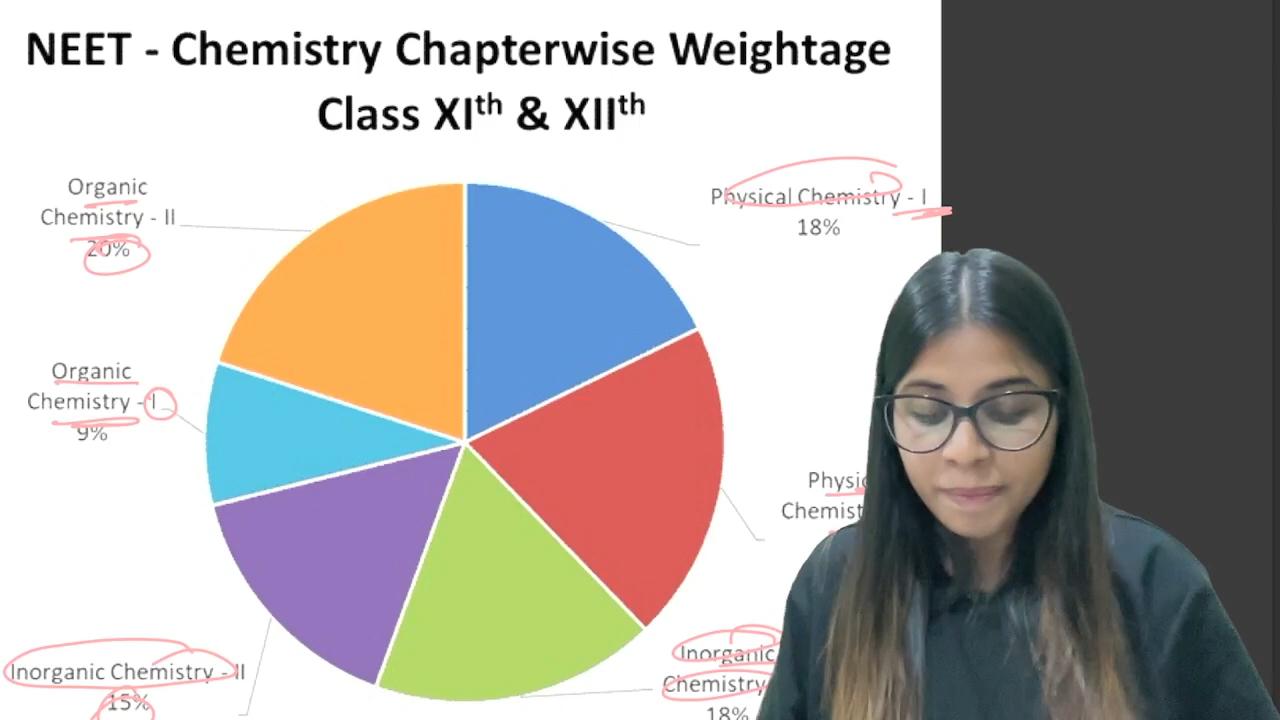 NEET - Chemistry Chapterwise Weightage
Class XIth & XIIth
Organic
Chemistry - II
20%
Physical Chemistry - I
18%
Organic
Chemistry - I
9%
Inorganic Chemistry - II
15%
Inorganic
Chemistry
18%